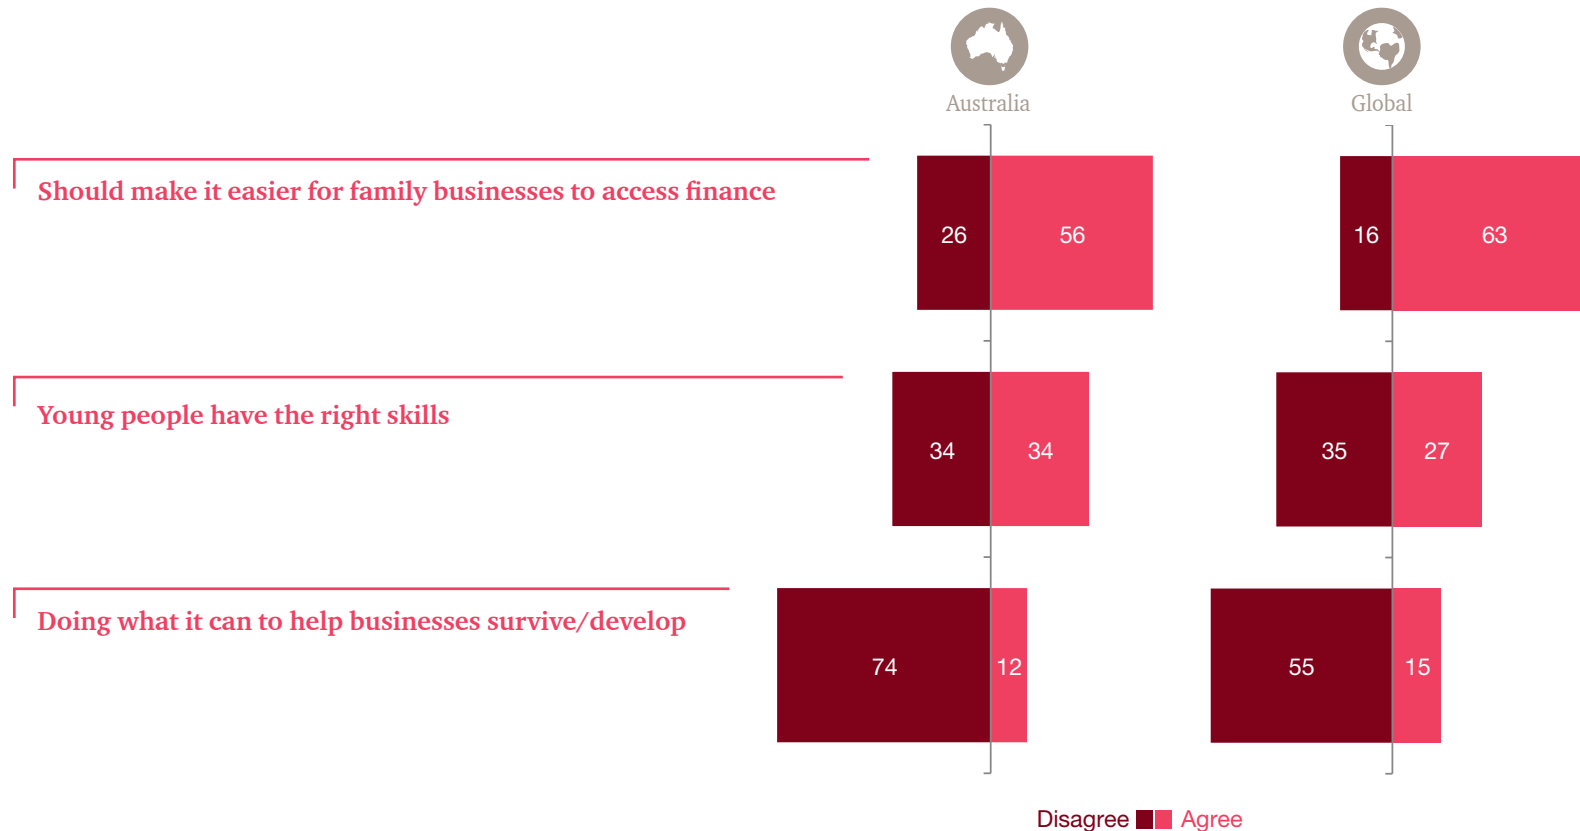 Australia
Global
Should make it easier for family businesses to access finance
26
56
16
63
Young people have the right skills
34
34
35
27
Doing what it can to help businesses survive/develop
74
12
55
15
Disagree Agree